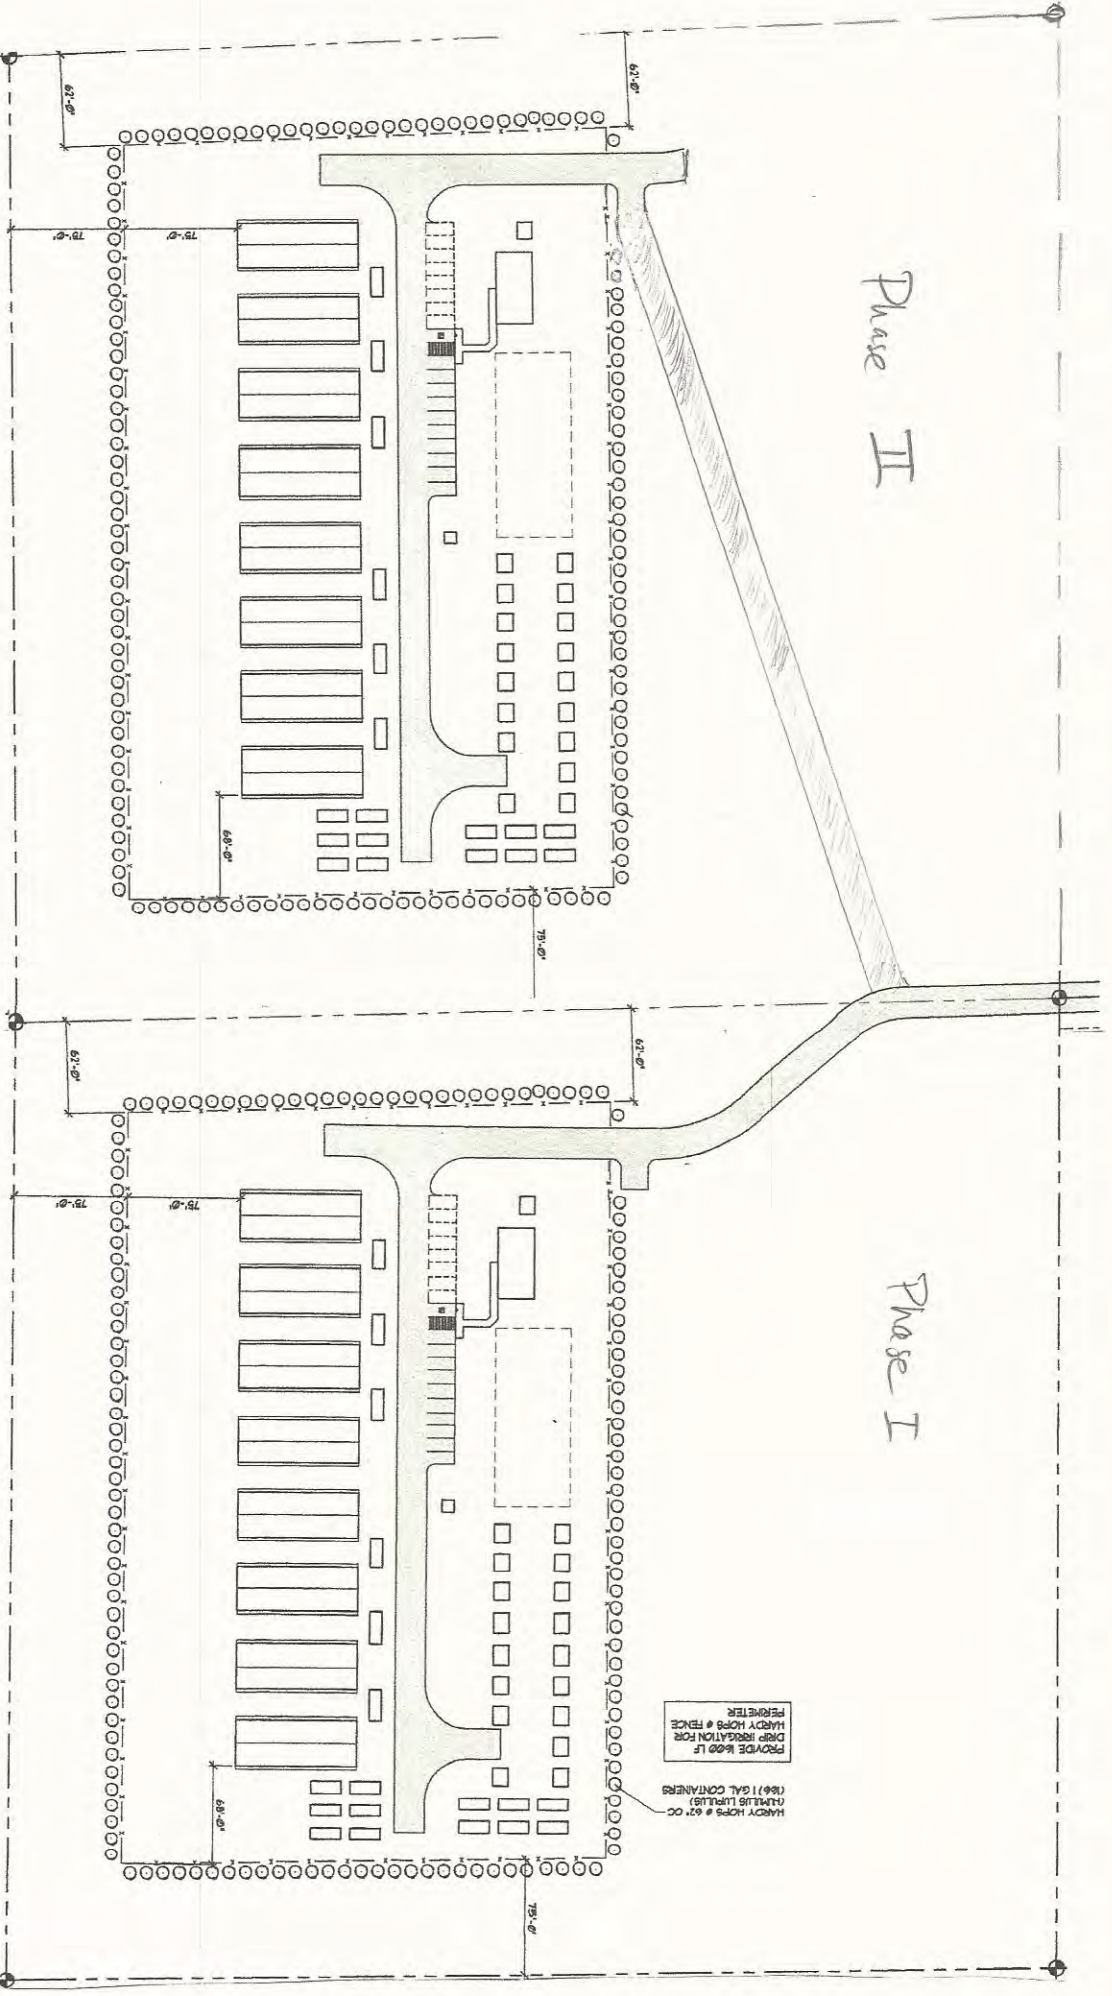 62'-0"
62'-0"
75'-0"
75'-0"
Phase II
68'-0"
75'-0"
62'-0"
62'-0"
75'-0"
75'-0"
Phase I
PROVIDE 1600 LF
DRIP IRRIGATION FOR
HARDY HOPS @ FENCE
PERIMETER
HARDY HOPS @ 62" OC
(HUMULUS LUPULUS)
(166) 1 GAL CONTAINERS
68'-0"
75'-0"